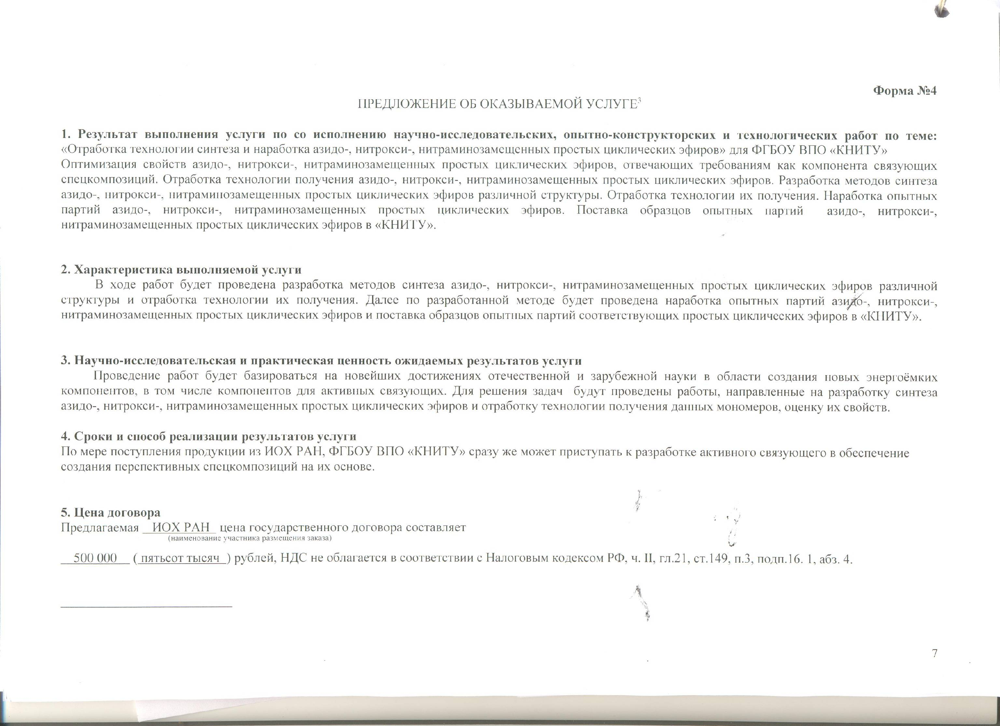 Форма №4
ПРЕДЛОЖЕНИЕ ОБ ОКАЗЫВАЕМОЙ УСЛУГЕ³
1. Результат выполнения услуги по со исполнению научно-исследовательских, опытно-конструкторских и технологических работ по теме:
«Отработка технологии синтеза и наработка азидо-, нитрокси-, нитраминозамещенных простых циклических эфиров» для ФГБОУ ВПО «КНИТУ»
Оптимизация свойств азидо-, нитрокси-, нитраминозамещенных простых циклических эфиров, отвечающих требованиям как компонента связующих
спецкомпозиций. Отработка технологии получения азидо-, нитрокси-, нитраминозамещенных простых циклических эфиров. Разработка методов синтеза
азидо-, нитрокси-, нитраминозамещенных простых циклических эфиров различной структуры. Отработка технологии их получения. Наработка опытных
партий азидо-, нитрокси-, нитраминозамещенных простых циклических эфиров. Поставка образцов опытных партий азидо-, нитрокси-,
нитраминозамещенных простых циклических эфиров в «КНИТУ».
2. Характеристика выполняемой услуги
В ходе работ будет проведена разработка методов синтеза азидо-, нитрокси-, нитраминозамещенных простых циклических эфиров различной
структуры и отработка технологии их получения. Далее по разработанной методе будет проведена наработка опытных партий азидо-, нитрокси-,
нитраминозамещенных простых циклических эфиров и поставка образцов опытных партий соответствующих простых циклических эфиров в «КНИТУ».
3. Научно-исследовательская и практическая ценность ожидаемых результатов услуги
Проведение работ будет базироваться на новейших достижениях отечественной и зарубежной науки в области создания новых энергоёмких
компонентов, в том числе компонентов для активных связующих. Для решения задач будут проведены работы, направленные на разработку синтеза
азидо-, нитрокси-, нитраминозамещенных простых циклических эфиров и отработку технологии получения данных мономеров, оценку их свойств.
4. Сроки и способ реализации результатов услуги
По мере поступления продукции из ИОХ РАН, ФГБОУ ВПО «КНИТУ» сразу же может приступать к разработке активного связующего в обеспечение
создания перспективных спецкомпозиций на их основе.
5. Цена договора
Предлагаемая ИОХ РАН цена государственного договора составляет
(наименование участника размещения заказа)
500 000 ( пятьсот тысяч ) рублей, НДС не облагается в соответствии с Налоговым кодексом РФ, ч. II, гл.21, ст.149, п.3, подп.16. 1, абз. 4.
7